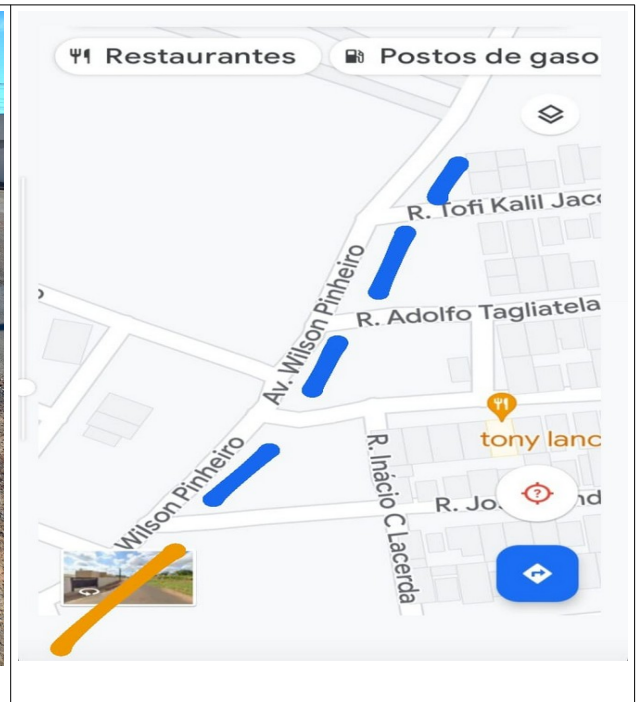 Restaurantes
Postos de gaso
R. Tofi Kalil Jaco
Av. Wilson Pinheiro
R. Adolfo Tagliatela
tony lanc
Wilson Pinheiro
R. Inácio C Lacerda
R. Jo
nd
?